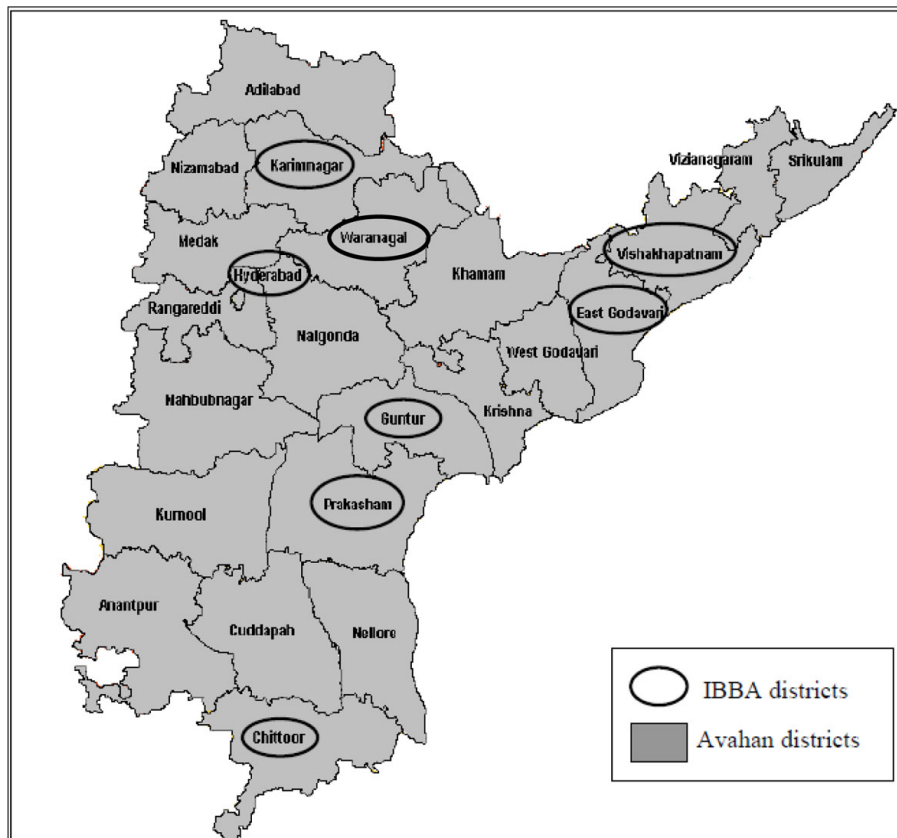 Adilabad
Nizamabad
Karimnagar
Vizianagaram
Srikulam
Medak
Waranagal
Vishakhapatnam
Hyderabad
Khamam
Rangareddi
East Godavari
Nalgonda
West Godavari
Nahbubnagar
Guntur
Krishna
Prakasham
Kurnool
Anantpur
Cuddapah
Nellore
IBBA districts
Avahan districts
Chittoor